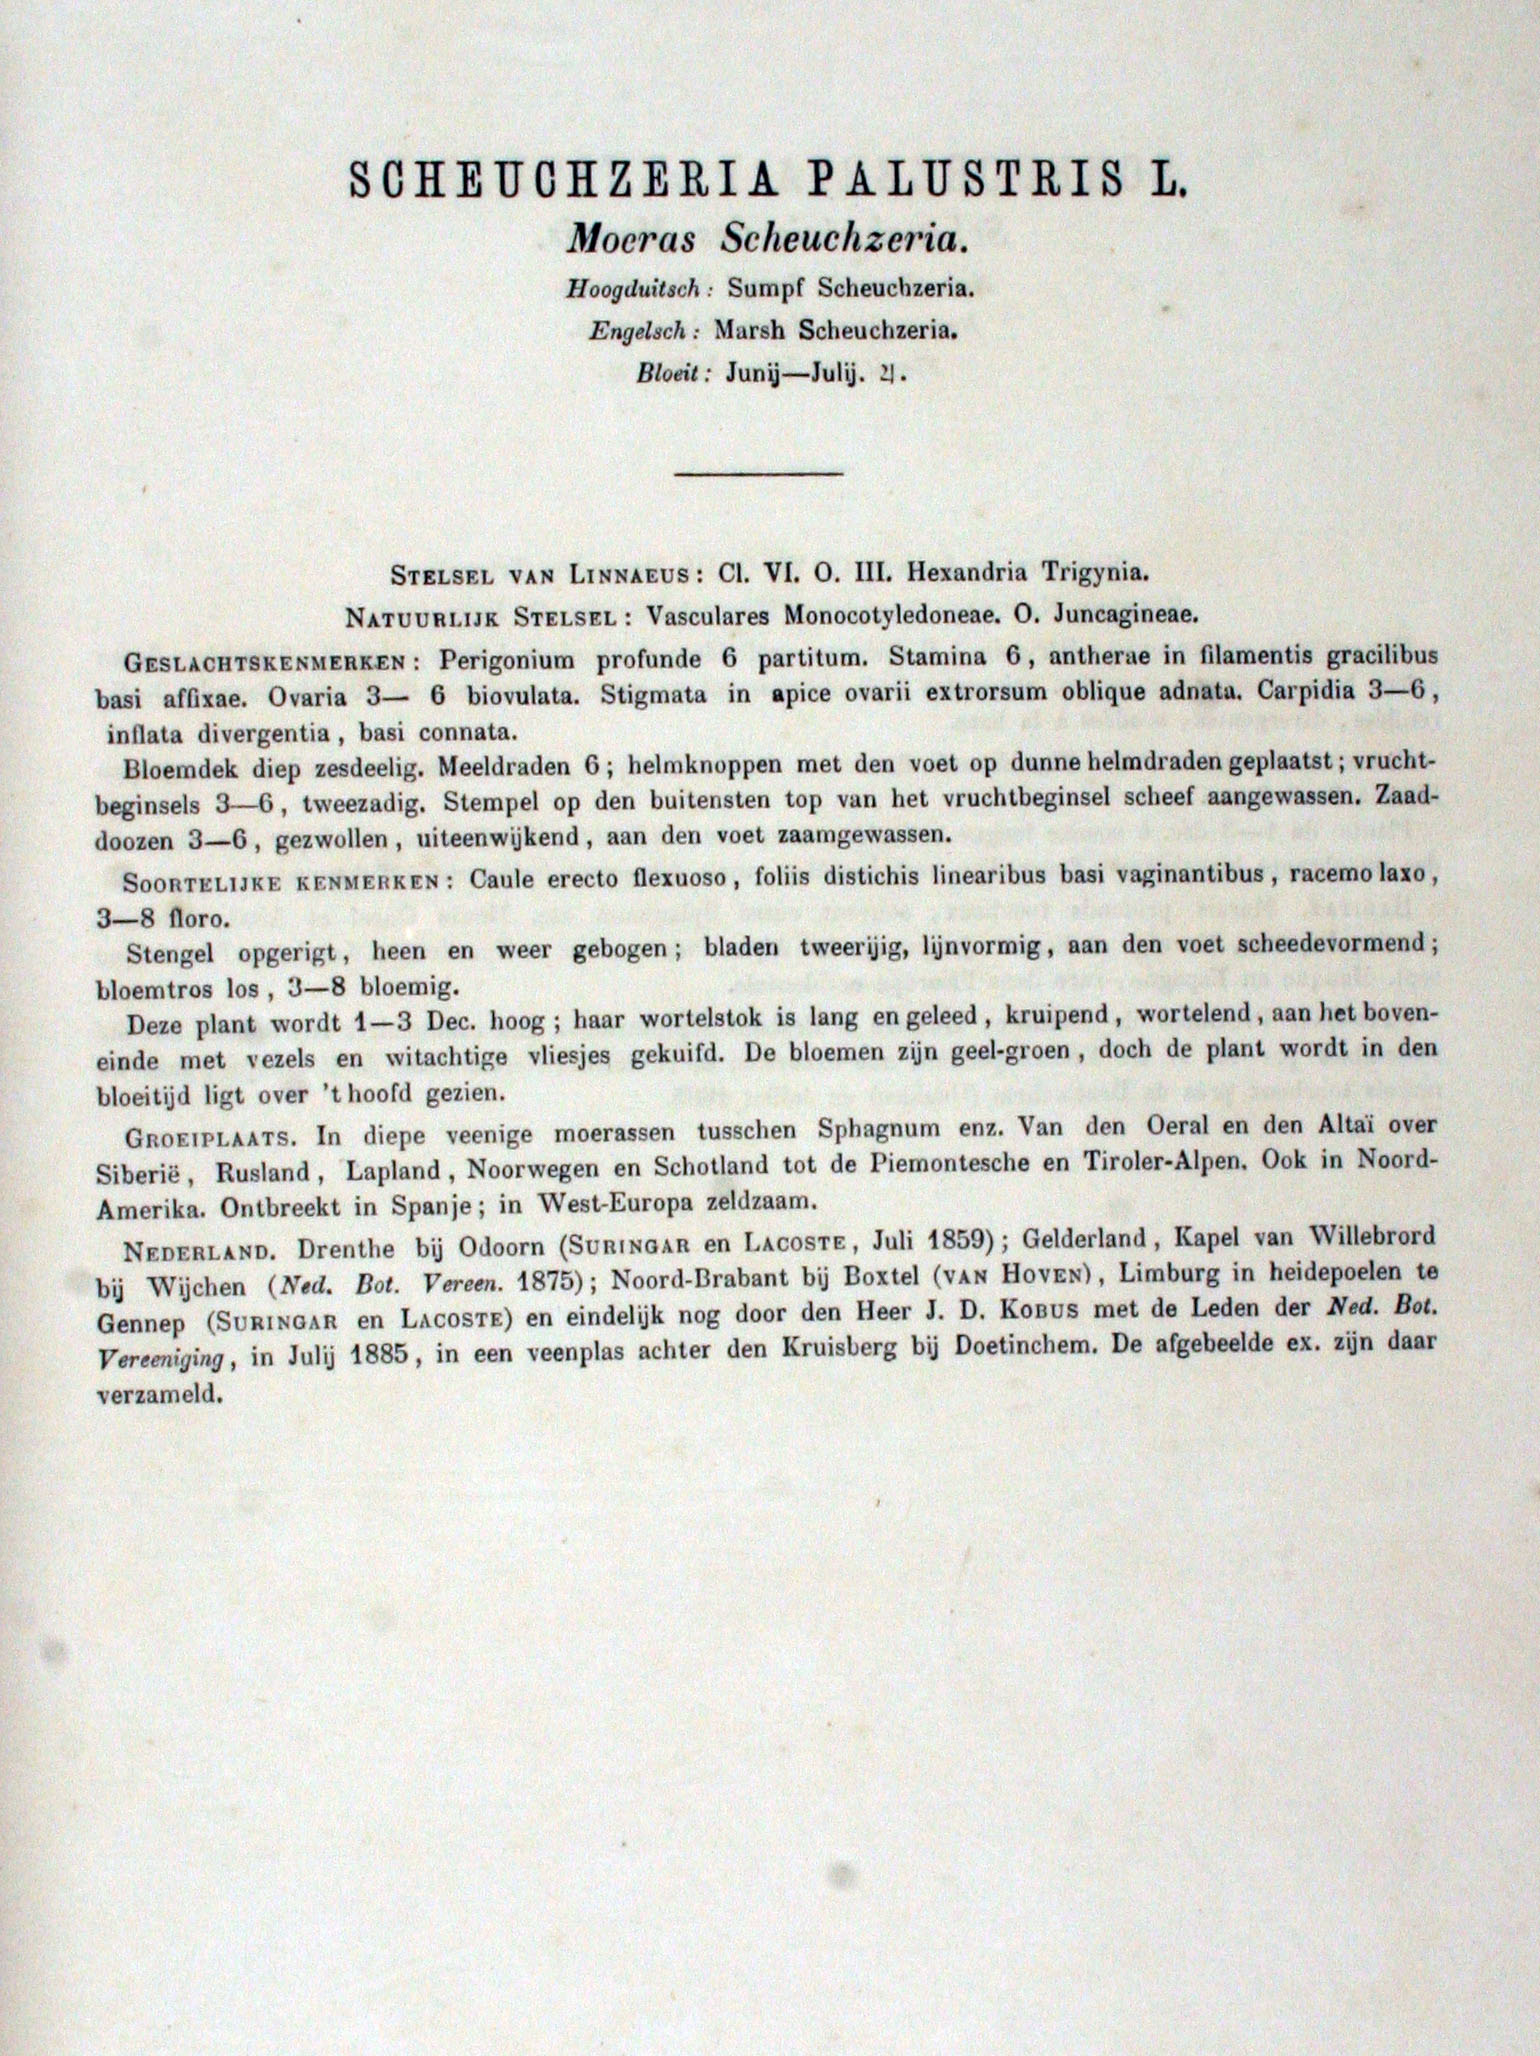 SCHEUCHZERIA PALUSTRIS L.
Moeras Scheuchzeria.
Hoogduitsch: Sumpf Scheuchzeria.
Engelsch: Marsh Scheuchzeria.
Bloeit: Junij—Julij. ♃.
STELSEL VAN LINNAEUS: Cl. VI. O. III. Hexandria Trigynia.
NATUURLIJK STELSEL: Vasculares Monocotyledoneae. O. Juncagineae.
GESLACHTSKENMERKEN: Perigonium profunde 6 partitum. Stamina 6, antherae in filamentis gracilibus
basi affixae. Ovaria 3— 6 biovulata. Stigmata in apice ovarii extrorsum oblique adnata. Carpidia 3—6,
inflata divergentia, basi connata.
Bloemdek diep zesdeelig. Meeldraden 6; helmknoppen met den voet op dunne helmdraden geplaatst; vrucht-
beginsels 3—6, tweezadig. Stempel op den buitensten top van het vruchtbeginsel scheef aangewassen. Zaad-
doozen 3—6, gezwollen, uiteenwijkend, aan den voet zaamgewassen.
SOORTELIJKE KENMERKEN: Caule erecto flexuoso, foliis distichis linearibus basi vaginantibus, racemo laxo,
3—8 floro.
Stengel opgerigt, heen en weer gebogen; bladen tweerijig, lijnvormig, aan den voet scheedevormend;
bloemtros los, 3—8 bloemig.
Deze plant wordt 1—3 Dec. hoog; haar wortelstok is lang en geleed, kruipend, wortelend, aan het boven-
einde met vezels en witachtige vliesjes gekuifd. De bloemen zijn geel-groen, doch de plant wordt in den
bloeitijd ligt over 't hoofd gezien.
GROEIPLAATS. In diepe veenige moerassen tusschen Sphagnum enz. Van den Oeral en den Altaï over
Siberië, Rusland, Lapland, Noorwegen en Schotland tot de Piemontesche en Tiroler-Alpen. Ook in Noord-
Amerika. Ontbreekt in Spanje; in West-Europa zeldzaam.
NEDERLAND. Drenthe bij Odoorn (SURINGAR en LACOSTE, Juli 1859); Gelderland, Kapel van Willebrord
bij Wijchen (Ned. Bot. Vereen. 1875); Noord-Brabant bij Boxtel (VAN HOVEN), Limburg in heidepoelen te
Gennep (SURINGAR en LACOSTE) en eindelijk nog door den Heer J. D. KOBUS met de Leden der Ned. Bot.
Vereeniging, in Julij 1885, in een veenplas achter den Kruisberg bij Doetinchem. De afgebeelde ex. zijn daar
verzameld.